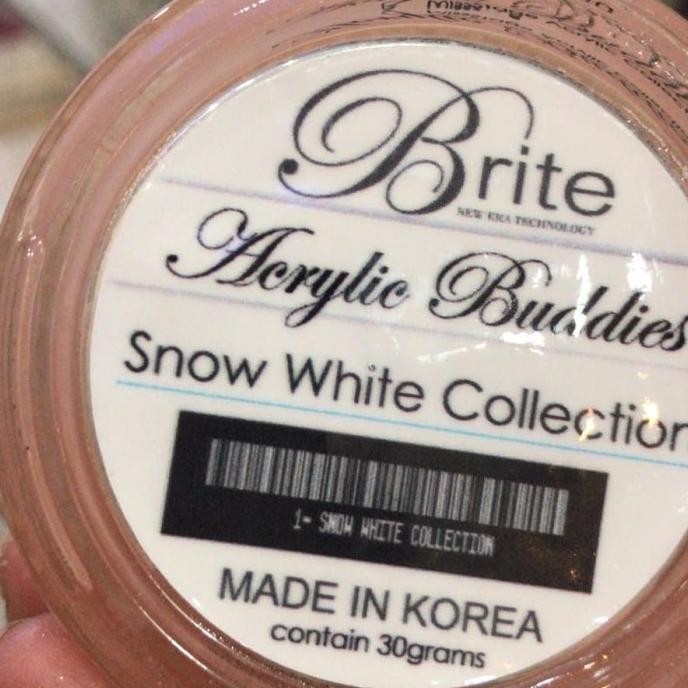 Brite
NEW ERA TECHNOLOGY
Acrylic Buddies
Snow White Collection
1- SNOW WHITE COLLECTION
MADE IN KOREA
contain 30grams